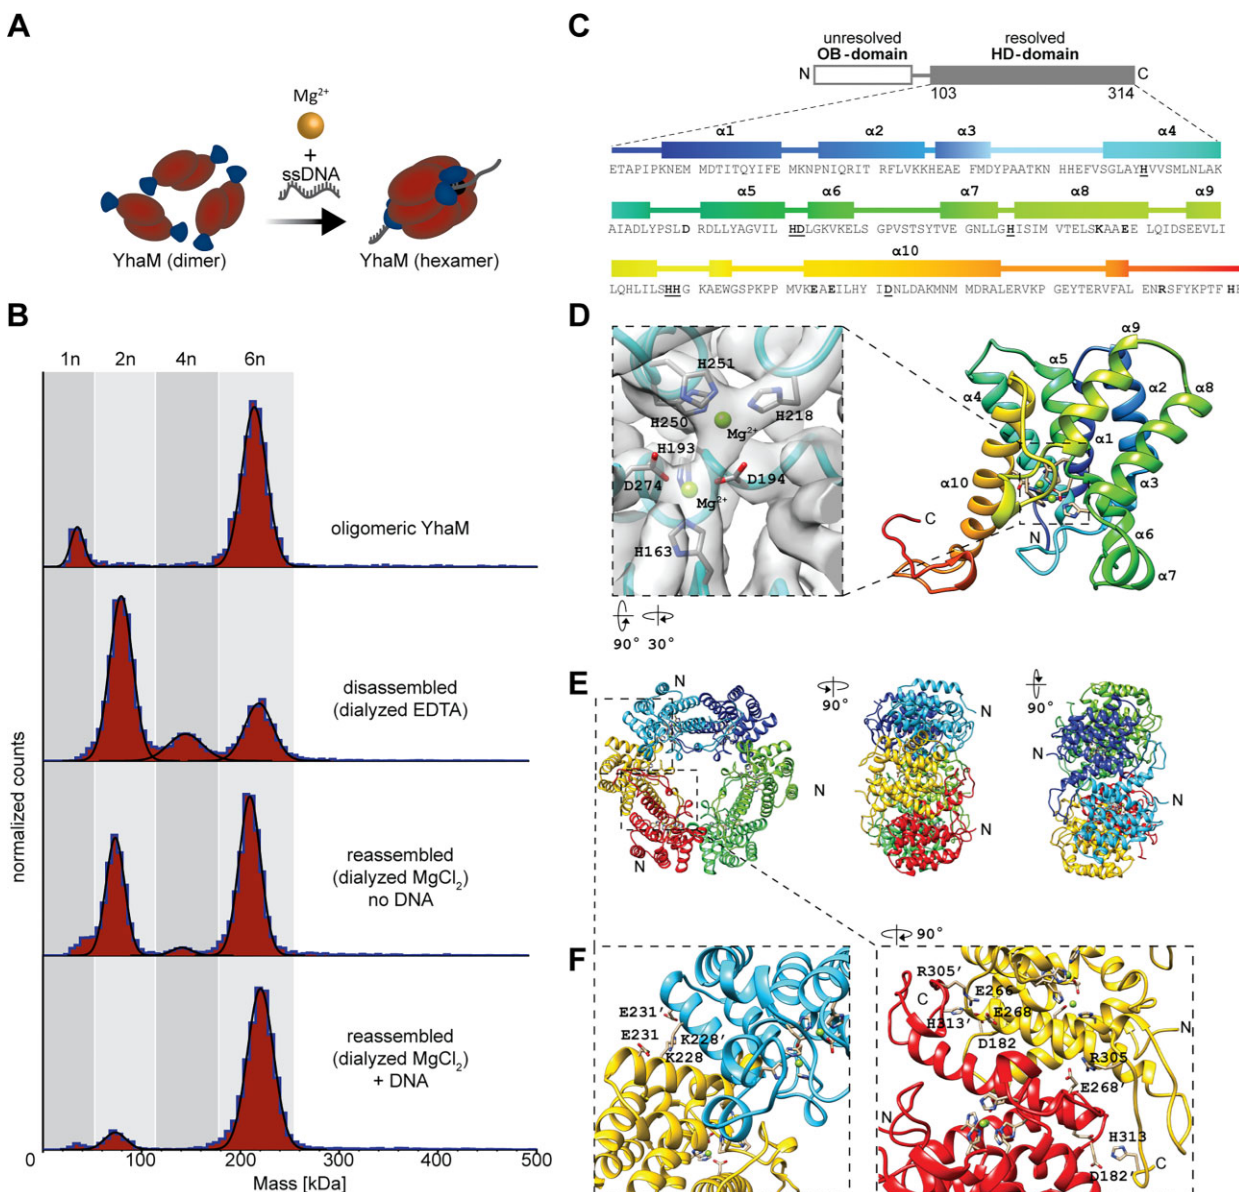 A
Mg2+
+
ssDNA
YhaM (dimer)
YhaM (hexamer)
B
1n 2n 4n 6n
oligomeric YhaM
disassembled
(dialyzed EDTA)
reassembled
(dialyzed MgCl2)
no DNA
reassembled
(dialyzed MgCl2)
+ DNA
normalized counts
0 100 200 300 400 500
Mass [kDa]
C
unresolved
OB-domain
resolved
HD-domain
N
C
103
314
α1 α2 α3 α4
ETAPIPKNEM MDTITQYIFE MKNPNIQRIT RFLVKKHEAE FMDYPAATKN HHEFVSGLAY HVVSMLNLAK
α5 α6 α7 α8 α9
AIADLYPSLD RDLLYAGVIL HDLGKVKELS GPVSTSYTVE GNLLGHISIM VTELSKAAEE LQIDSEEVLI
α10
LQHLILSHHG KAEWGSPKPP MVKEAEILHY IDNLDAKMNM MDRALERVKP GEYTERVFAL ENRSFYKPTF H
D
H251
H250
H218
Mg2+
H193
D274
D194
Mg2+
H163
90° 30°
α9
α5
α2
α8
α4
α1
α10
α3
C
N
α6
α7
E
N
N
N
90°
N
N
90°
N
N
F
E231'
E231
K228'
K228
90°
R305'
C
E266
H313'
E268
D182
N
R305
E268'
N
H313
C
D182'